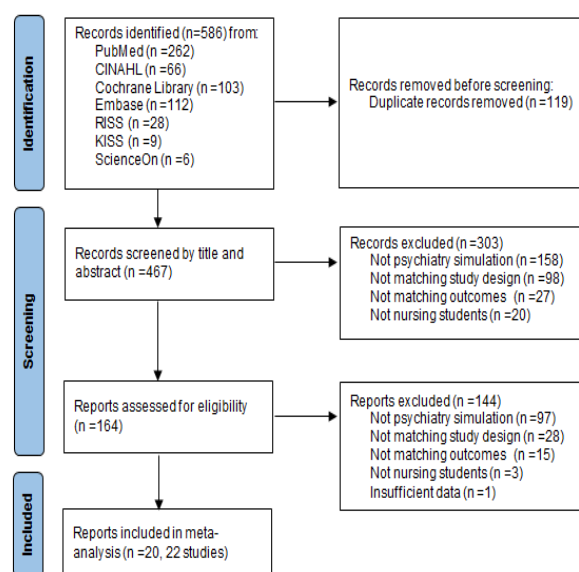 Identification
Records identified (n=586) from:
PubMed (n =262)
CINAHL (n =66)
Cochrane Library (n =103)
Embase (n =112)
RISS (n =28)
KISS (n =9)
ScienceOn (n =6)
Records removed before screening:
Duplicate records removed (n =119)
Screening
Records screened by title and
abstract (n =467)
Records excluded (n =303)
Not psychiatry simulation (n =158)
Not matching study design (n =98)
Not matching outcomes (n =27)
Not nursing students (n =20)
Reports assessed for eligibility
(n =164)
Reports excluded (n =144)
Not psychiatry simulation (n =97)
Not matching study design (n =28)
Not matching outcomes (n =15)
Not nursing students (n =3)
Insufficient data (n =1)
Included
Reports included in meta-
analysis (n =20, 22 studies)